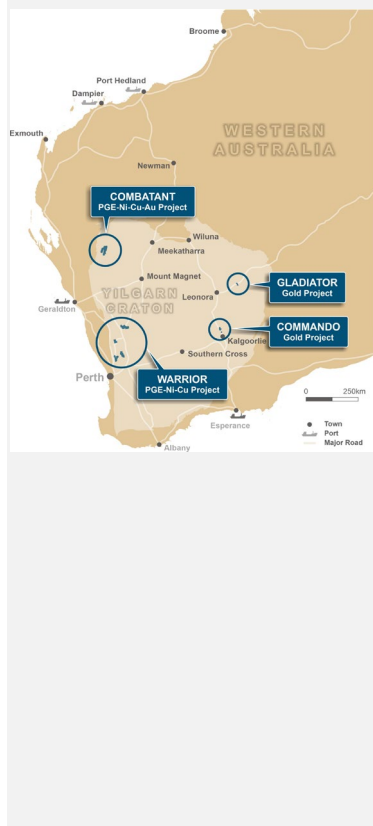 Broome
Port Hedland
Dampier
WESTERN
AUSTRALIA
Exmouth
Newman
COMBATANT
PGE-Ni-Cu-Au Project
Wiluna
Meekatharra
Mount Magnet
GLADIATOR
Gold Project
YILGARN
CRATON
Leonora
Geraldton
COMMANDO
Gold Project
Kalgoorlie
Southern Cross
Perth
WARRIOR
PGE-Ni-Cu Project
0 250km
Esperance
Town
Port
Major Road
Albany